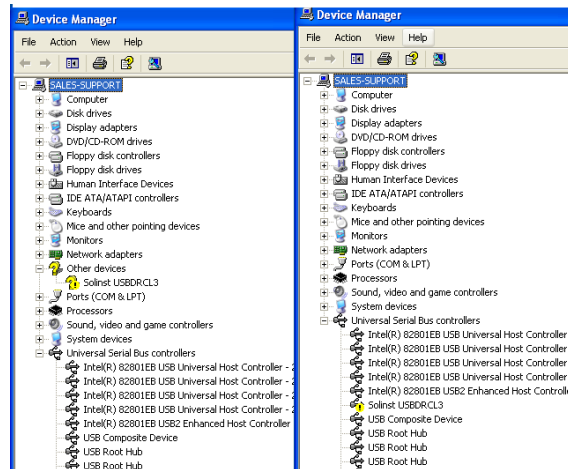 Device Manager
File Action View Help
SALES-SUPPORT
Computer
Disk drives
Display adapters
DVD/CD-ROM drives
Floppy disk controllers
Floppy disk drives
Human Interface Devices
IDE ATA/ATAPI controllers
Keyboards
Mice and other pointing devices
Monitors
Network adapters
Other devices
Solinst USBDRCL3
Ports (COM & LPT)
Processors
Sound, video and game controllers
System devices
Universal Serial Bus controllers
Intel(R) 82801EB USB Universal Host Controller - 2
Intel(R) 82801EB USB Universal Host Controller - 2
Intel(R) 82801EB USB Universal Host Controller - 2
Intel(R) 82801EB USB Universal Host Controller - 2
Intel(R) 82801EB USB2 Enhanced Host Controller
USB Composite Device
USB Root Hub
USB Root Hub
Device Manager
File Action View Help
SALES-SUPPORT
Computer
Disk drives
Display adapters
DVD/CD-ROM drives
Floppy disk controllers
Floppy disk drives
Human Interface Devices
IDE ATA/ATAPI controllers
Keyboards
Mice and other pointing devices
Monitors
Network adapters
Ports (COM & LPT)
Processors
Sound, video and game controllers
System devices
Universal Serial Bus controllers
Intel(R) 82801EB USB Universal Host Controller
Intel(R) 82801EB USB Universal Host Controller
Intel(R) 82801EB USB Universal Host Controller
Intel(R) 82801EB USB Universal Host Controller
Intel(R) 82801EB USB2 Enhanced Host Controlle
Solinst USBDRCL3
USB Composite Device
USB Root Hub
USB Root Hub
USB Root Hub